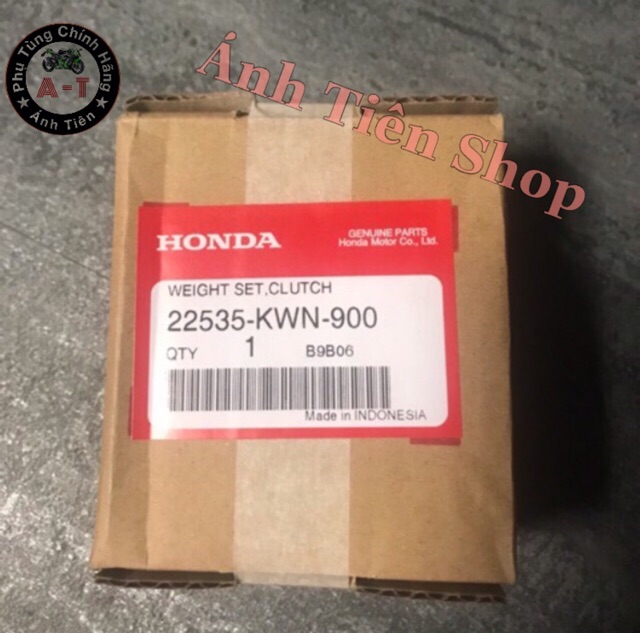 Phụ Tùng Chính Hãng
A-T
★ Ánh Tiên ★
Ánh Tiên Shop
HONDA
GENUINE PARTS
Honda Motor Co., Ltd.
WEIGHT SET,CLUTCH
22535-KWN-900
QTY 1 B9B06
Made in INDONESIA